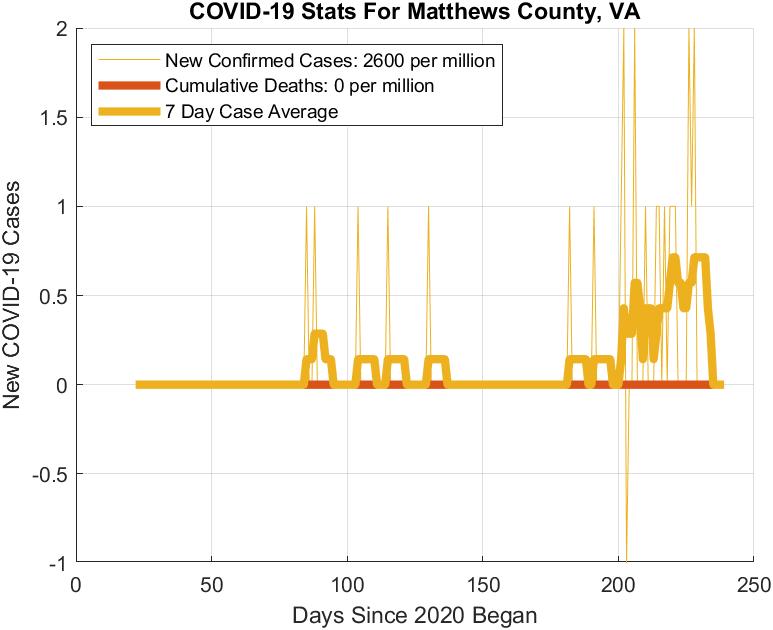 COVID-19 Stats For Matthews County, VA
New Confirmed Cases: 2600 per million
Cumulative Deaths: 0 per million
7 Day Case Average
New COVID-19 Cases
2
1.5
1
0.5
0
-0.5
-1
0 50 100 150 200 250
Days Since 2020 Began